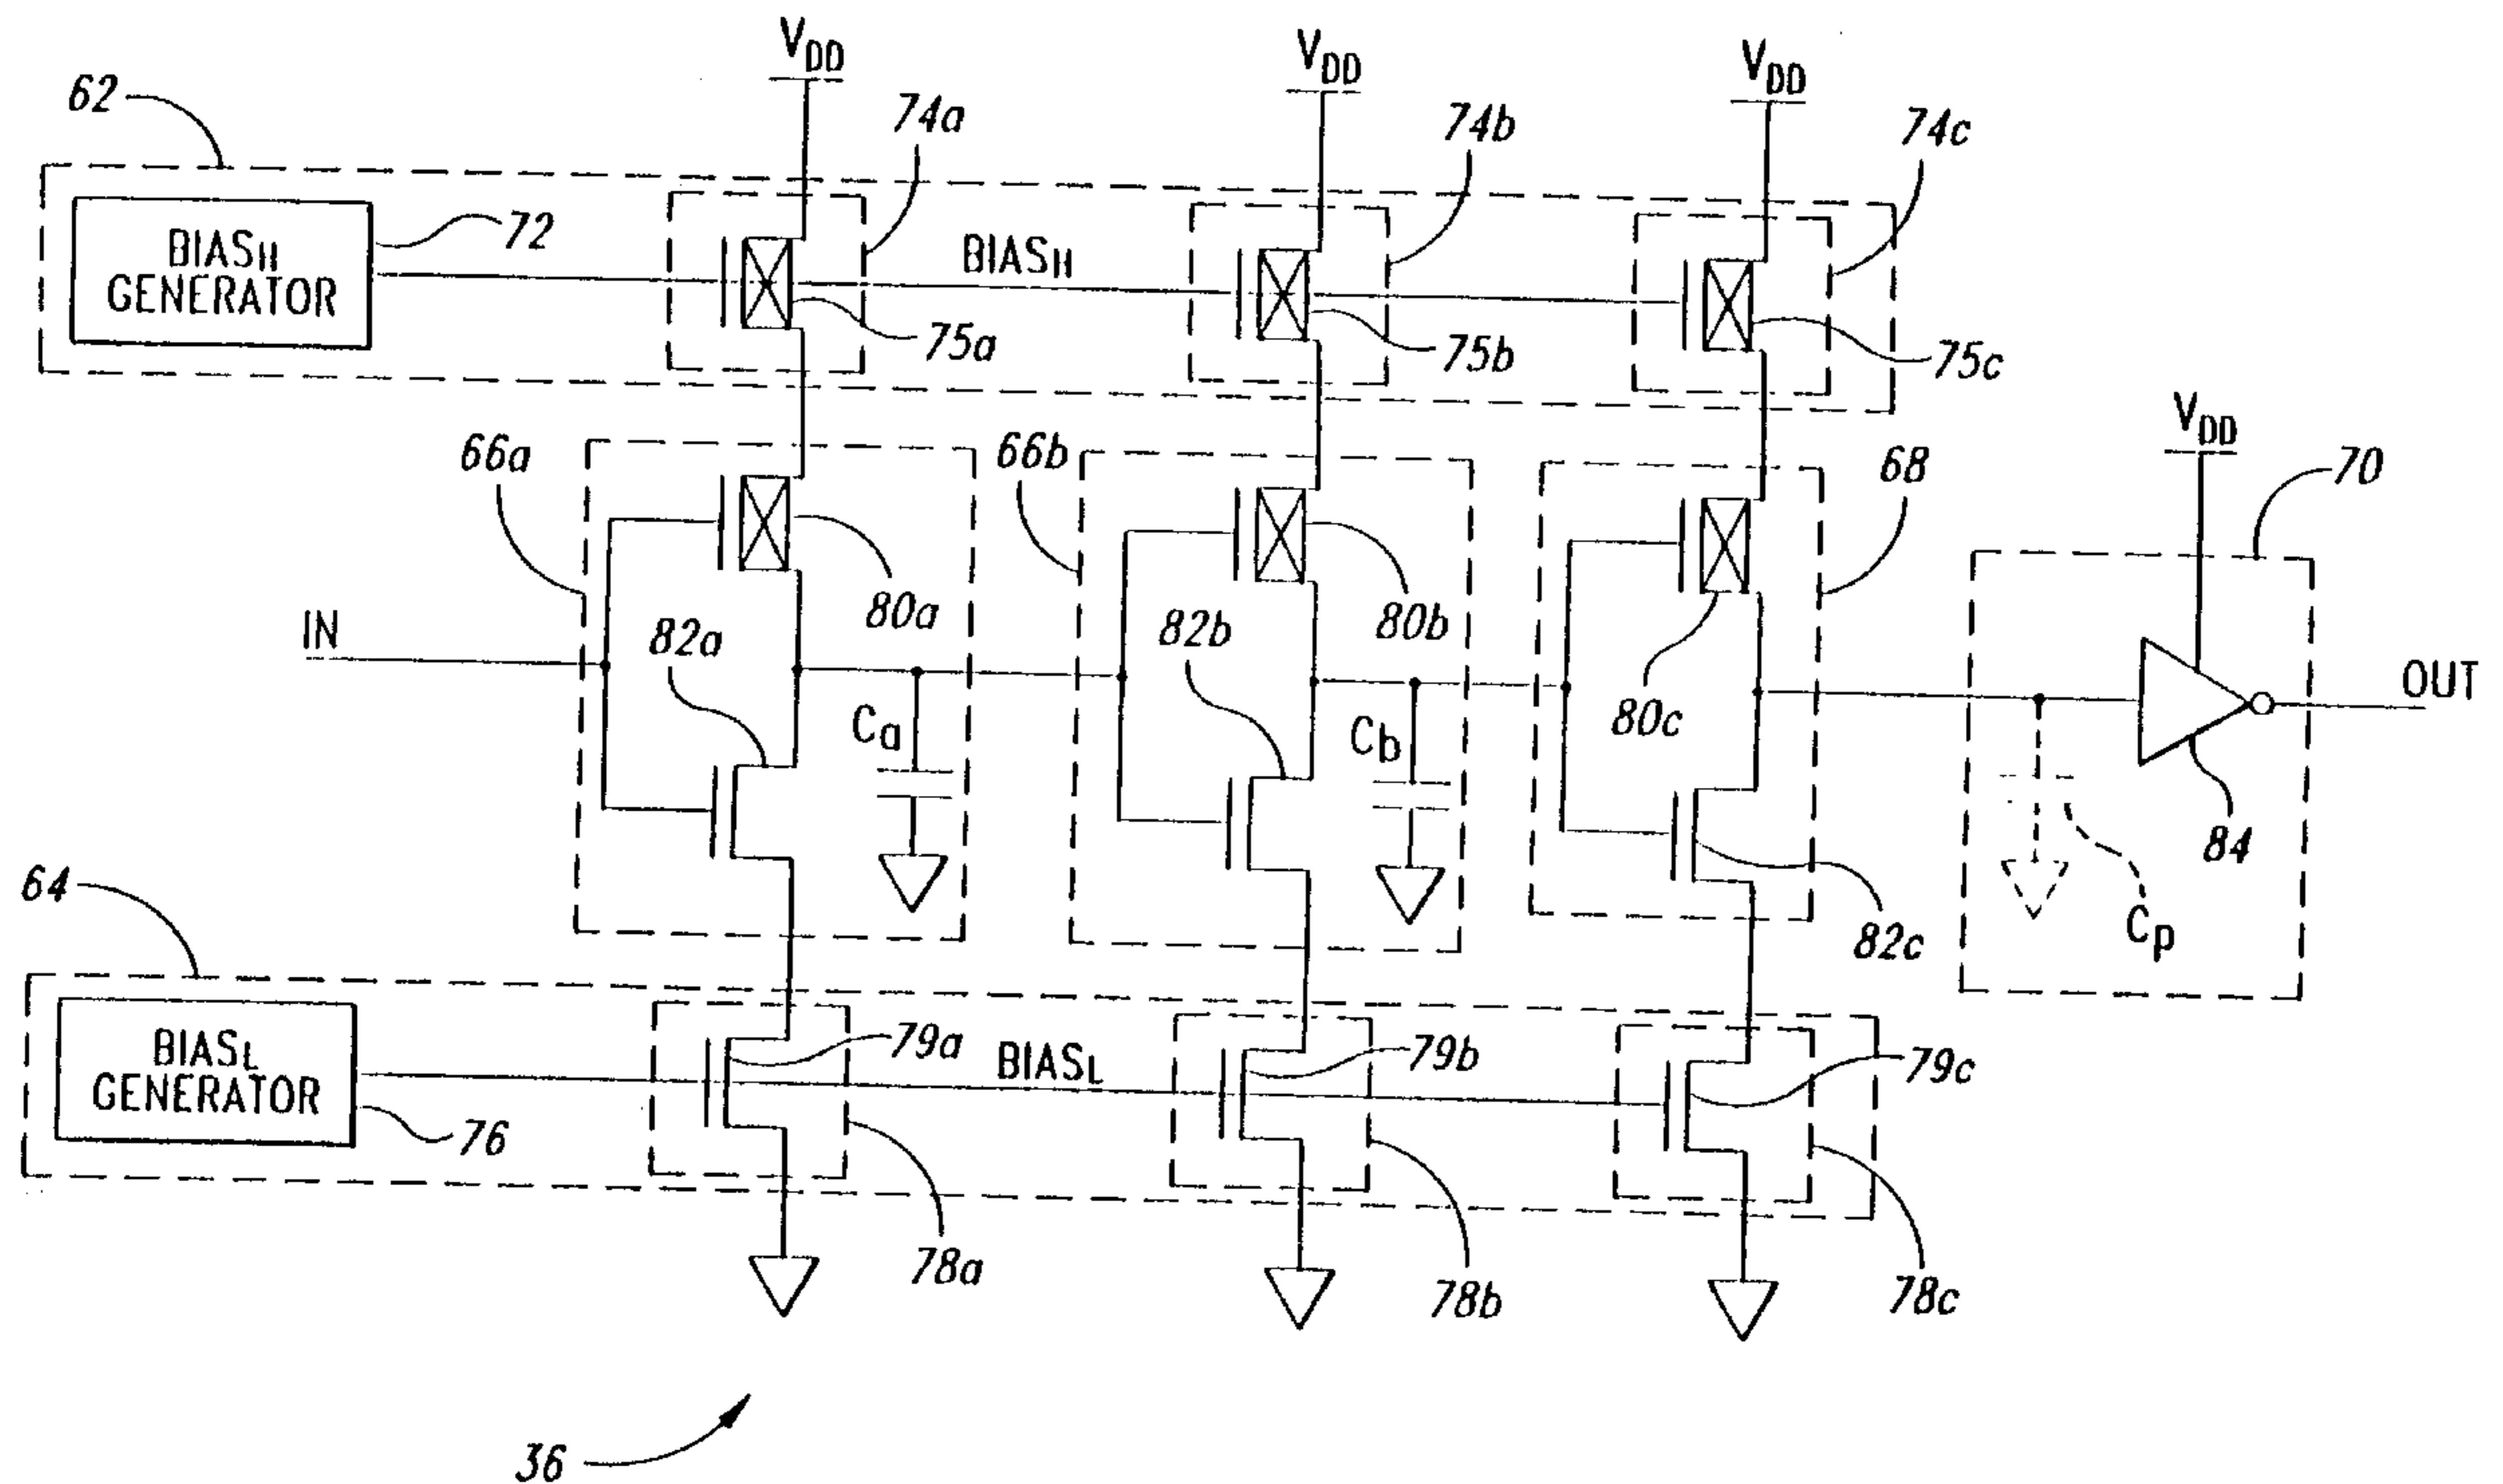 VDD
VDD
VDD
62
74a
74b
74c
72
BIASH
GENERATOR
BIASH
75a
75b
75c
VDD
66a
66b
68
70
80a
80b
IN
82a
82b
80c
OUT
Ca
Cb
84
64
82c
Cp
BIASL
GENERATOR
79a
BIASL
79b
79c
76
78a
78b
78c
36